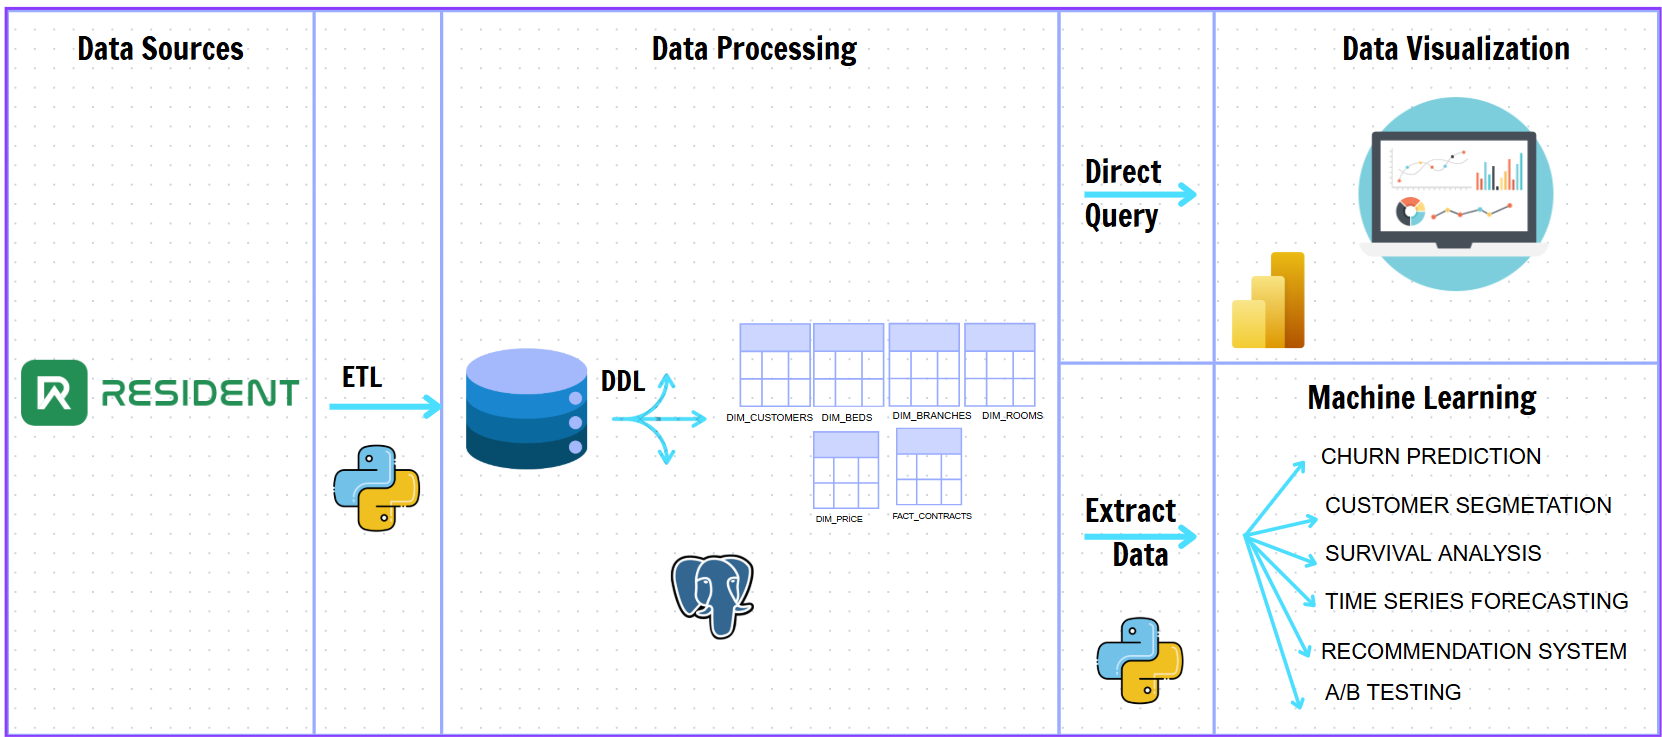 Data Sources
Data Processing
Data Visualization
Direct
Query
RESIDENT
ETL
DDL
DIM_CUSTOMERS
DIM_BEDS
DIM_BRANCHES
DIM_ROOMS
DIM_PRICE
FACT_CONTRACTS
Extract
Data
Machine Learning
CHURN PREDICTION
CUSTOMER SEGMETATION
SURVIVAL ANALYSIS
TIME SERIES FORECASTING
RECOMMENDATION SYSTEM
A/B TESTING